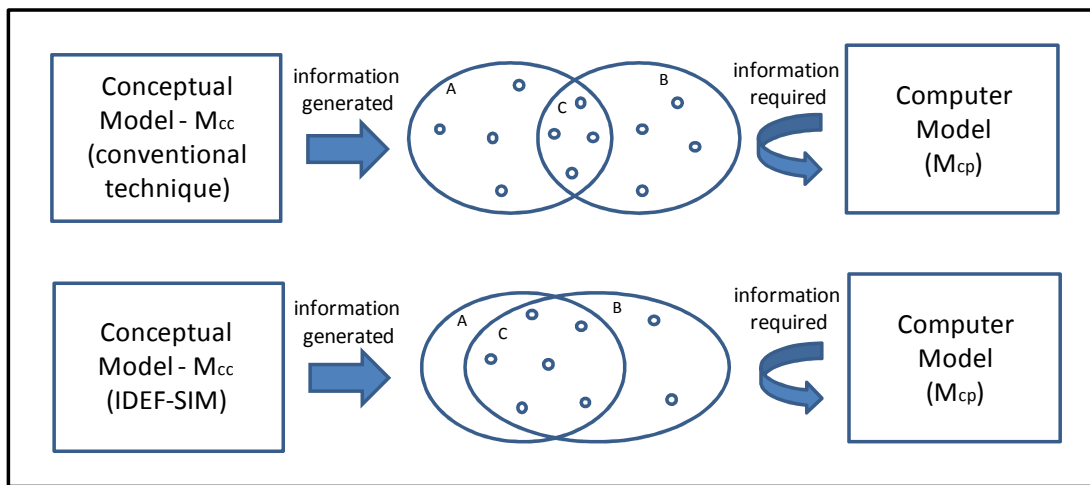 Conceptual
Model - Mcc
(conventional
technique)
information
generated
A
C
B
information
required
Computer
Model
(Mcp)
Conceptual
Model - Mcc
(IDEF-SIM)
information
generated
A
C
B
information
required
Computer
Model
(Mcp)